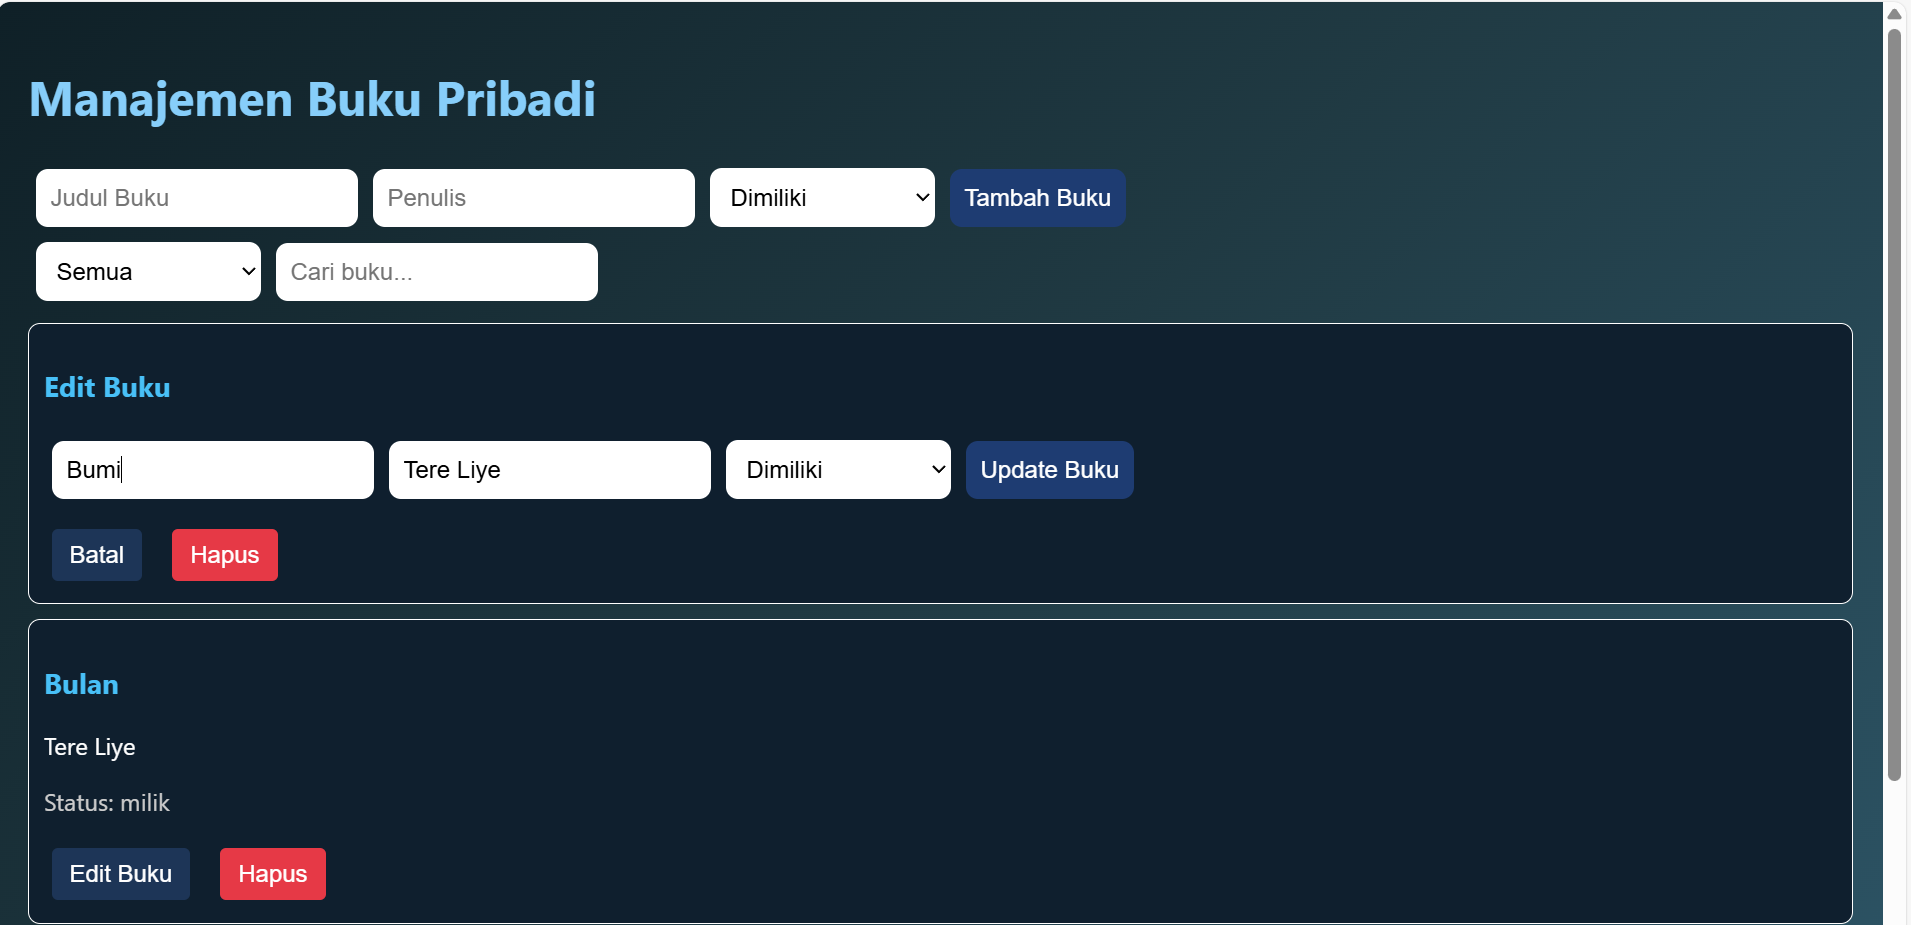 Manajemen Buku Pribadi
Judul Buku Penulis Dimiliki Tambah Buku
Semua Cari buku...
Edit Buku
Bumi Tere Liye Dimiliki Update Buku
Batal Hapus
Bulan
Tere Liye
Status: milik
Edit Buku Hapus